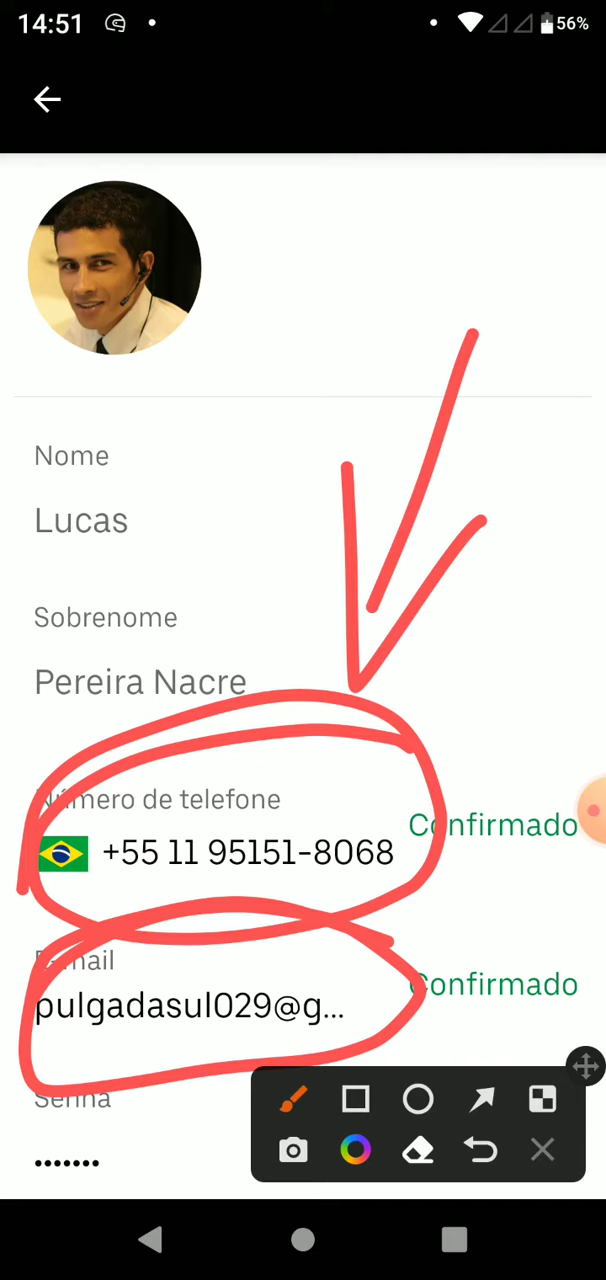 14:51
56%
Nome
Lucas
Sobrenome
Pereira Nacre
Número de telefone
Confirmado
+55 11 95151-8068
E-mail
Confirmado
pulgadasul029@g...
Senha
•••••••